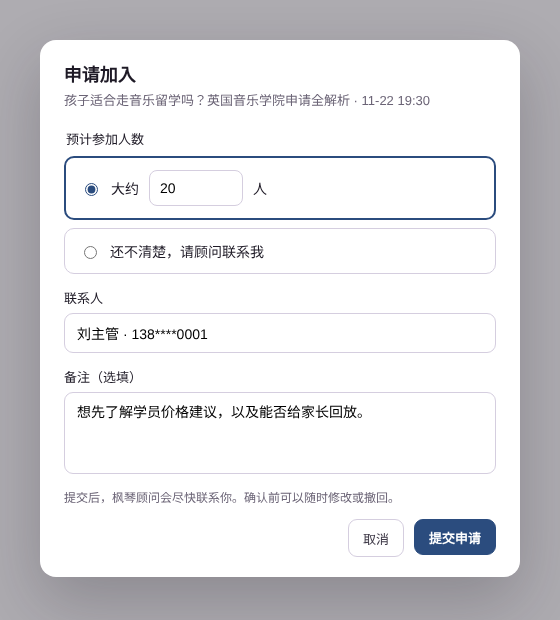 申请加入
孩子适合走音乐留学吗？英国音乐学院申请全解析 · 11-22 19:30
预计参加人数
大约 20 人
还不清楚，请顾问联系我
联系人
刘主管 · 138****0001
备注（选填）
想先了解学员价格建议，以及能否给家长回放。
提交后，枫琴顾问会尽快联系你。确认前可以随时修改或撤回。
取消 提交申请